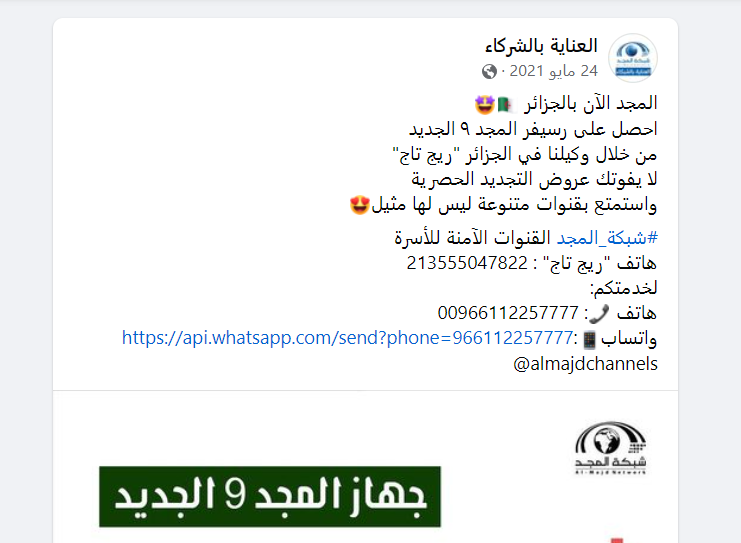 العناية بالشركاء
24 مايو 2021 ·
المجد الآن بالجزائر 🇩🇿🤩
احصل على رسيفر المجد ٩ الجديد
من خلال وكيلنا في الجزائر "ريج تاج"
لا يفوتك عروض التجديد الحصرية
واستمتع بقنوات متنوعة ليس لها مثيل😍
#شبكة_المجد القنوات الآمنة للأسرة
هاتف "ريج تاج" : 213555047822
لخدمتكم:
هاتف 📞: 00966112257777
واتساب📱: https://api.whatsapp.com/send?phone=966112257777
@almajdchannels
شبكة المجد
Al-Majd Network
جهاز المجد 9 الجديد